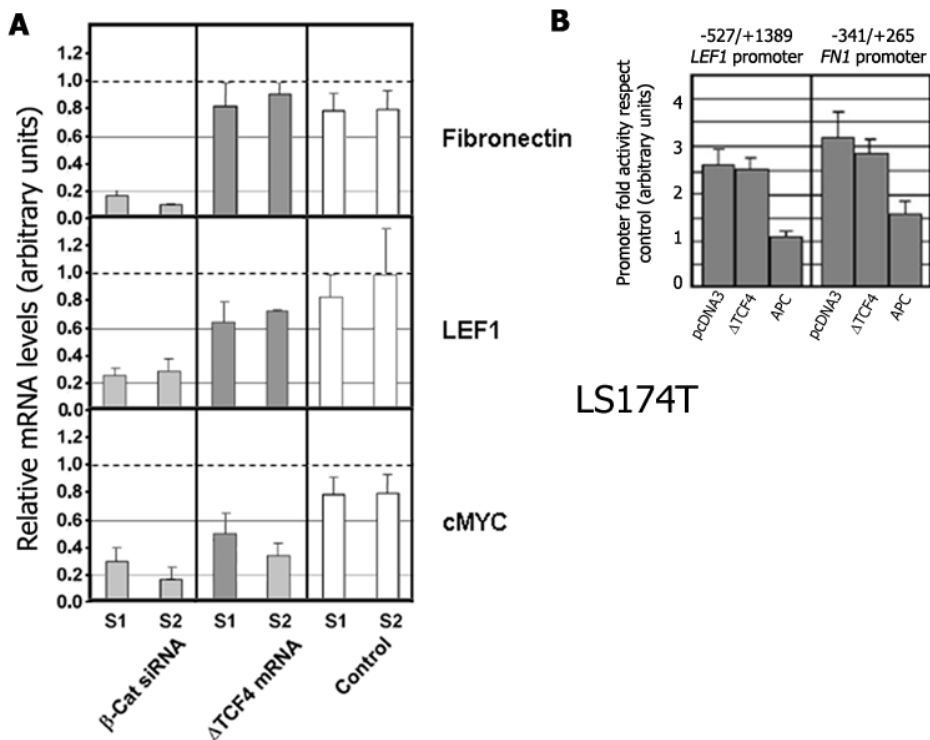 A
Relative mRNA levels (arbitrary units)
1.2
1.0
0.8
0.6
0.4
0.2
0.0
Fibronectin
1.2
1.0
0.8
0.6
0.4
0.2
0.0
LEF1
1.2
1.0
0.8
0.6
0.4
0.2
0.0
cMYC
S1 S2 S1 S2 S1 S2
β-Cat siRNA
ΔTCF4 mRNA
Control
B
-527/+1389
LEF1 promoter
-341/+265
FN1 promoter
Promoter fold activity respect
control (arbitrary units)
4
3
2
1
0
pcDNA3 ΔTCF4 APC pcDNA3 ΔTCF4 APC
LS174T